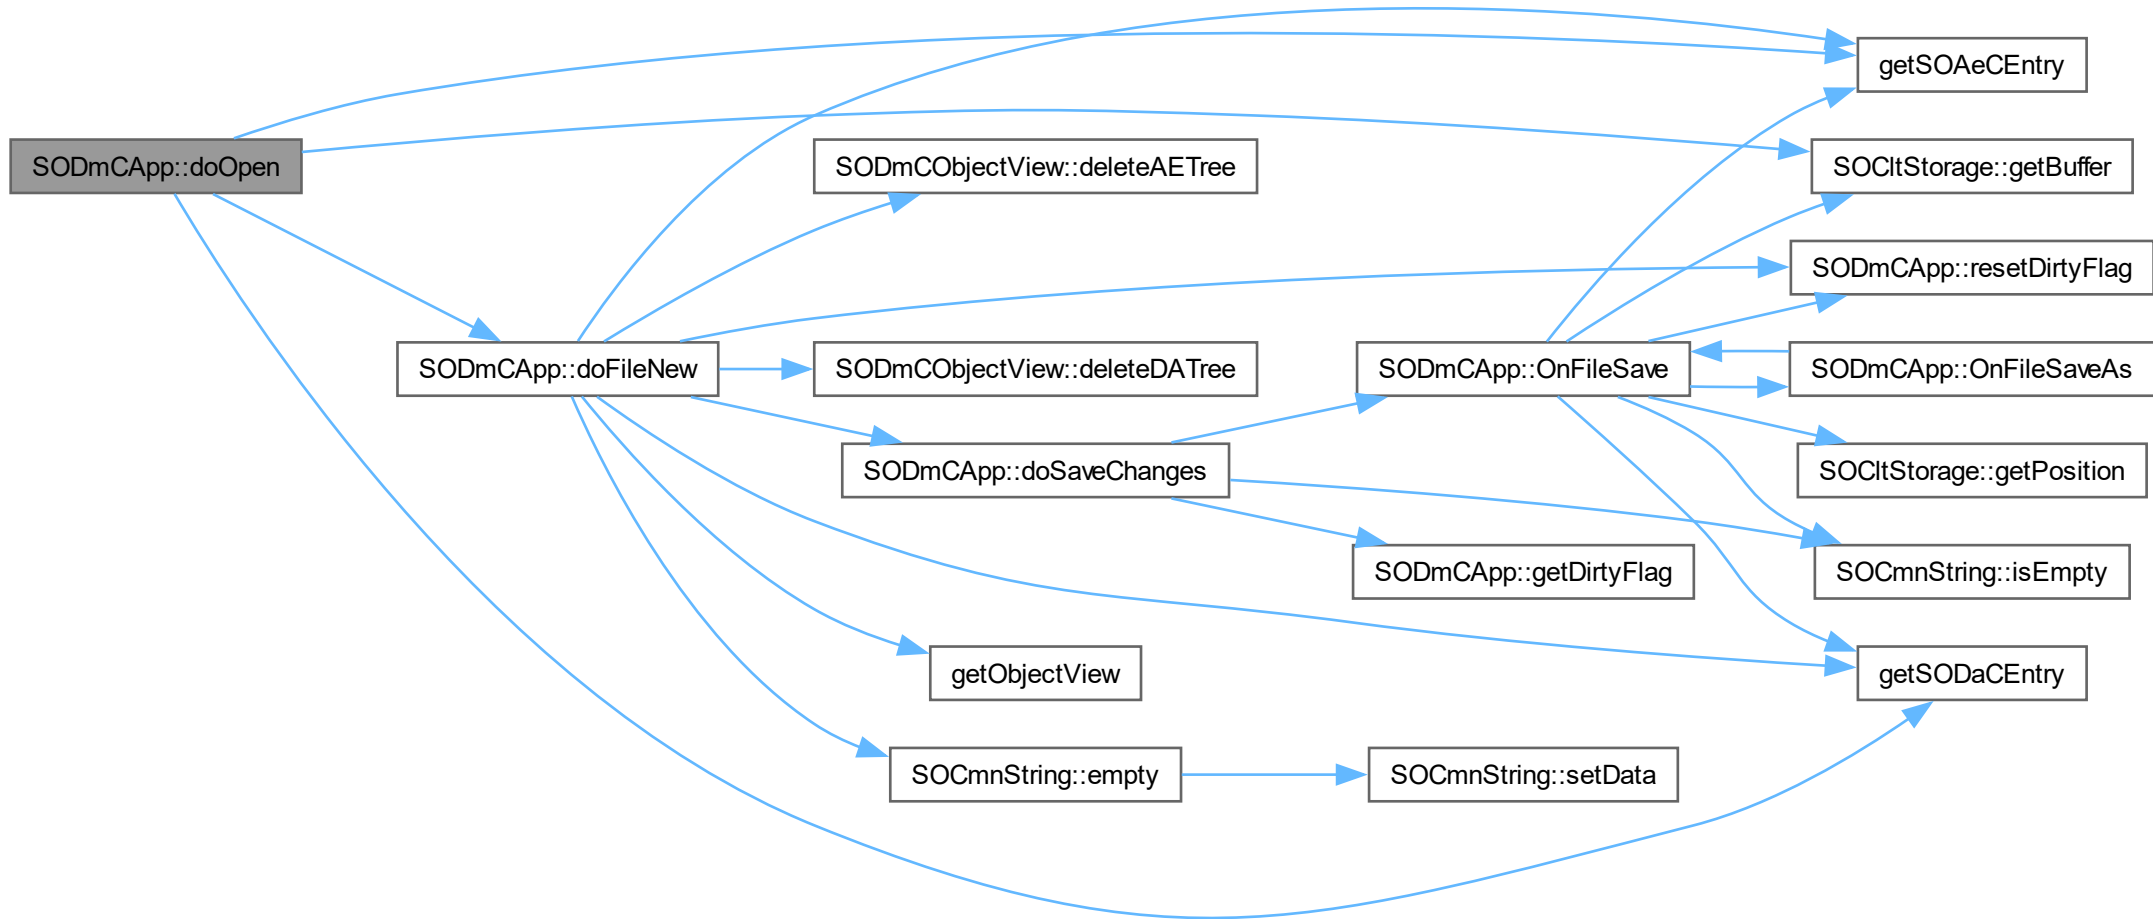 SODmCApp::doOpen
getSOAeCEntry
SODmCObjectView::deleteAETree
SOCltStorage::getBuffer
SODmCApp::resetDirtyFlag
SODmCApp::doFileNew
SODmCObjectView::deleteDATree
SODmCApp::OnFileSave
SODmCApp::OnFileSaveAs
SODmCApp::doSaveChanges
SOCltStorage::getPosition
SODmCApp::getDirtyFlag
SOCmnString::isEmpty
getObjectView
getSODaCEntry
SOCmnString::empty
SOCmnString::setData